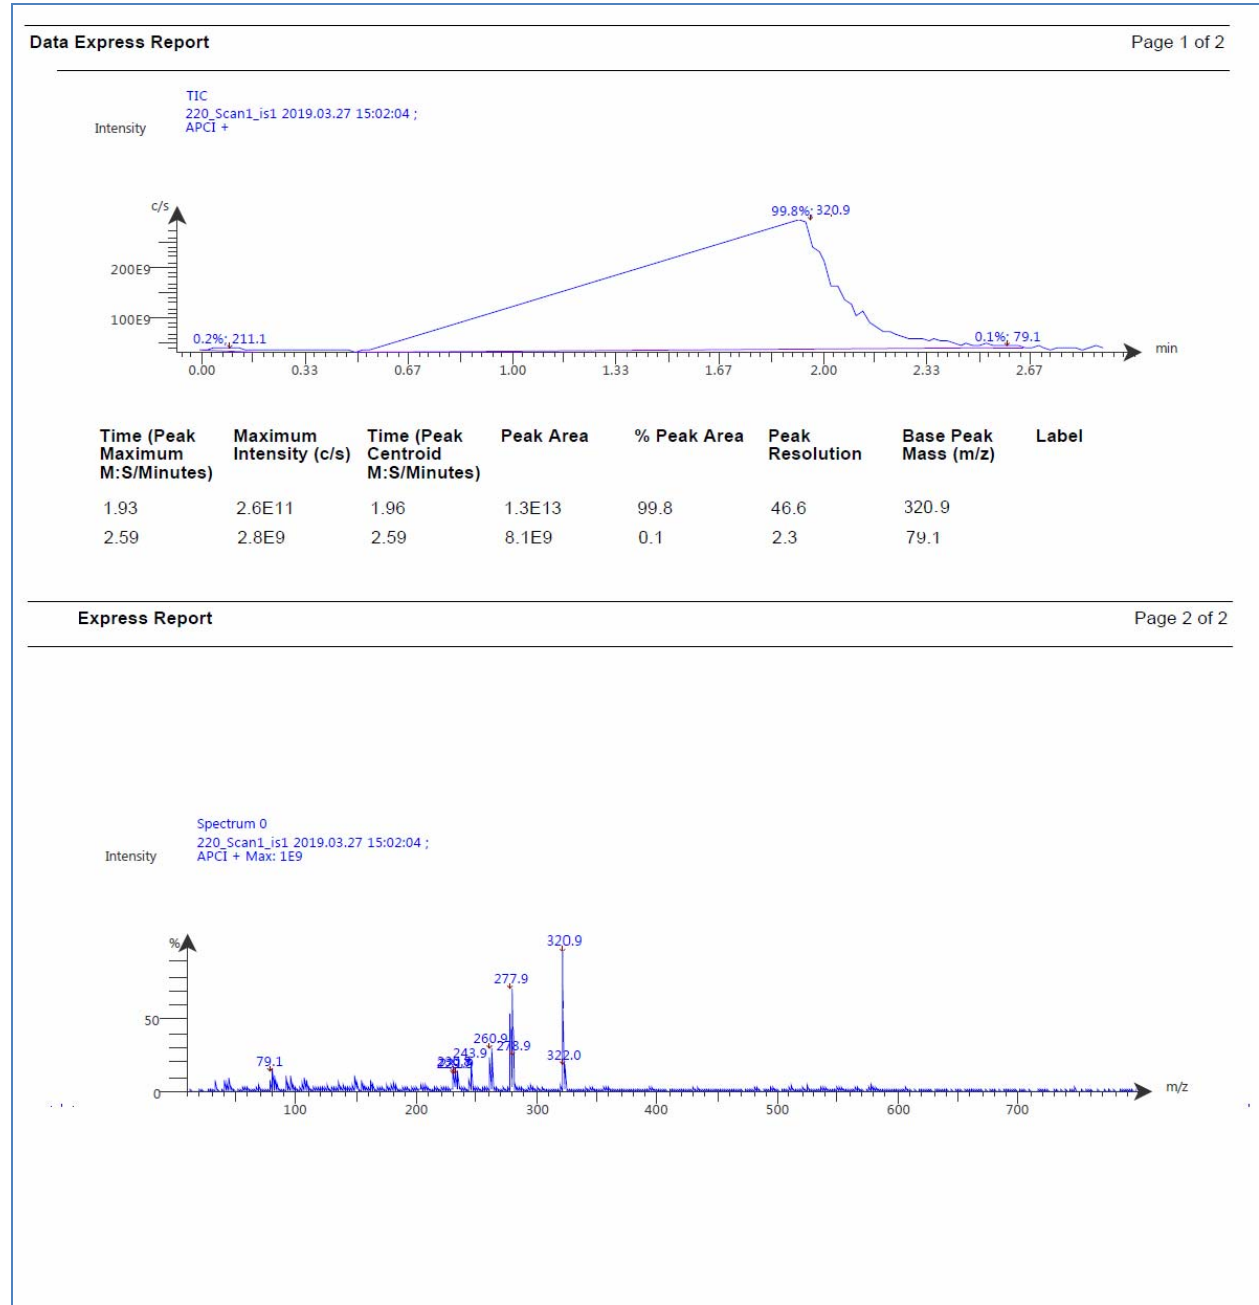 Data Express Report Page 1 of 2
TIC
220_Scan1_is1 2019.03.27 15:02:04 ;
Intensity APCI +
c/s
99.8%; 320.9
200E9
100E9
0.2%; 211.1 0.1%; 79.1
min
0.00 0.33 0.67 1.00 1.33 1.67 2.00 2.33 2.67
Time (Peak Maximum Time (Peak Peak Area % Peak Area Peak Base Peak Label
Maximum Intensity (c/s) Centroid Resolution Mass (m/z)
M:S/Minutes) M:S/Minutes)
1.93 2.6E11 1.96 1.3E13 99.8 46.6 320.9
2.59 2.8E9 2.59 8.1E9 0.1 2.3 79.1
Express Report Page 2 of 2
Spectrum 0
220_Scan1_is1 2019.03.27 15:02:04 ;
Intensity APCI + Max: 1E9
%
320.9
277.9
50
260.9
278.9
243.9
322.0
79.1
0
m/z
100 200 300 400 500 600 700